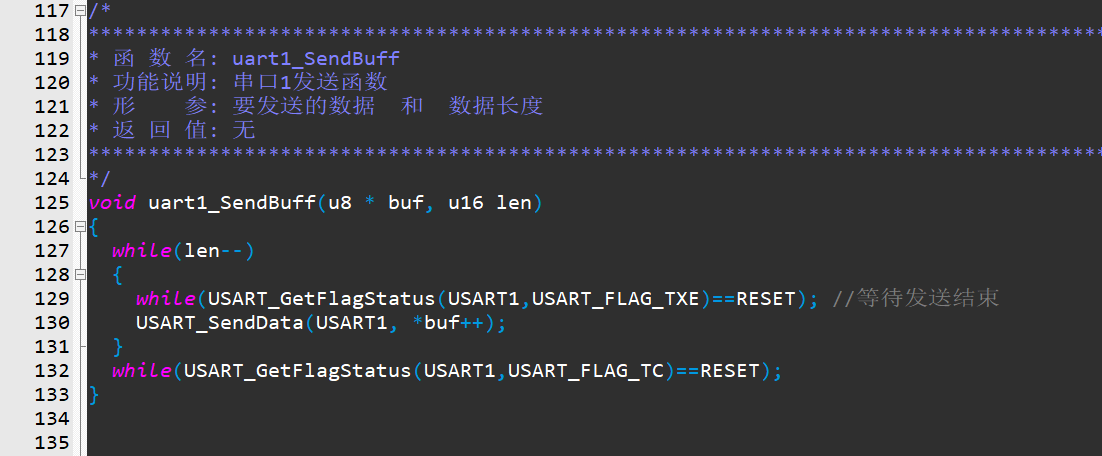 117 /*
118 *************************************************************************************
119 * 函 数 名: uart1_SendBuff
120 * 功能说明: 串口1发送函数
121 * 形    参: 要发送的数据  和  数据长度
122 * 返 回 值: 无
123 *************************************************************************************
124 */
125 void uart1_SendBuff(u8 * buf, u16 len)
126 {
127   while(len--)
128   {
129     while(USART_GetFlagStatus(USART1,USART_FLAG_TXE)==RESET); //等待发送结束
130     USART_SendData(USART1, *buf++);
131   }
132   while(USART_GetFlagStatus(USART1,USART_FLAG_TC)==RESET);
133 }
134
135